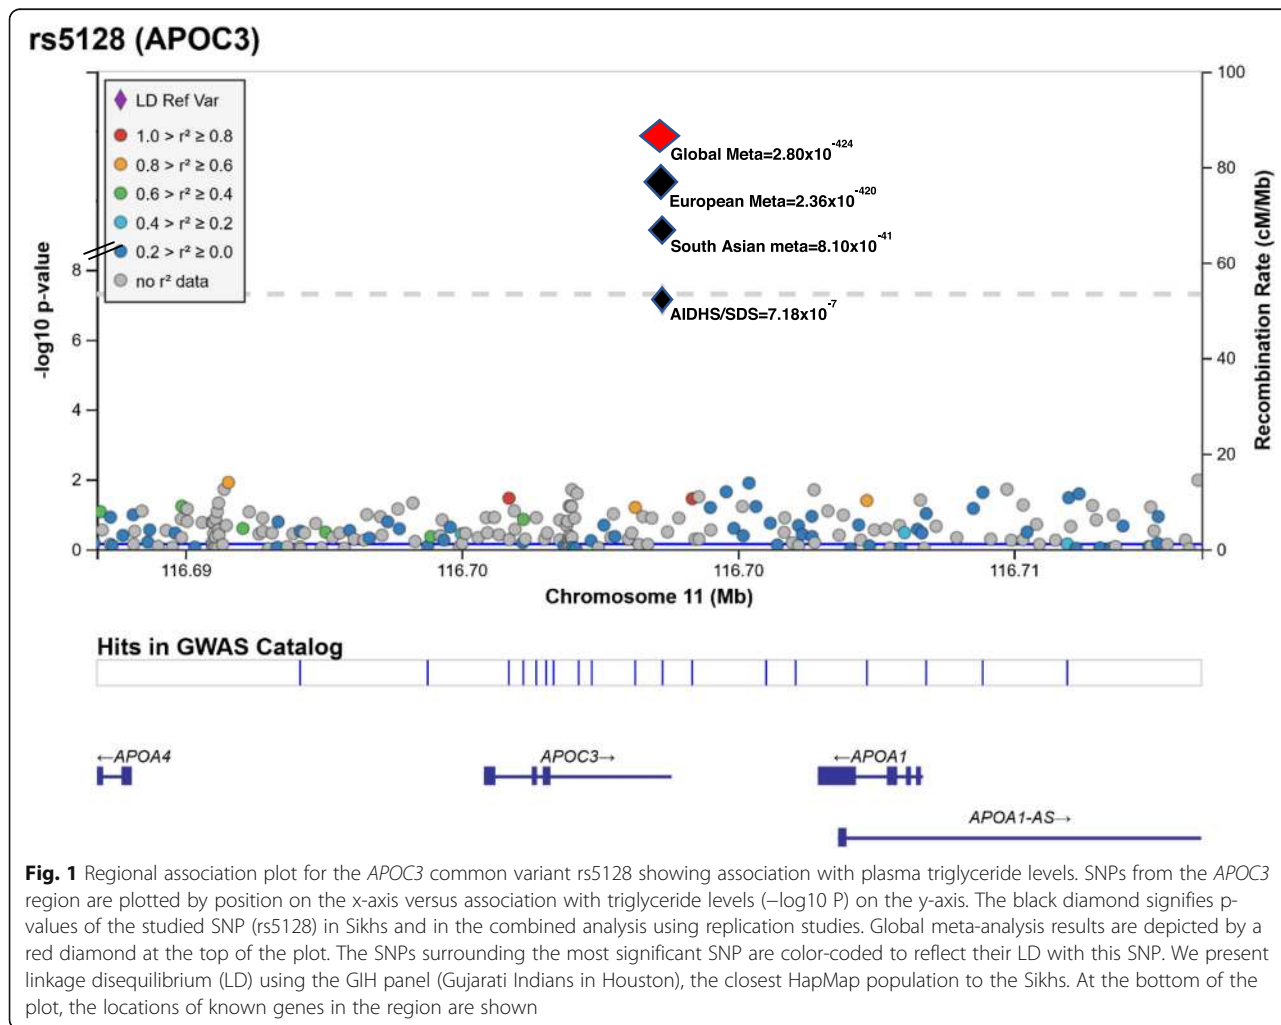 rs5128 (APOC3)
LD Ref Var
1.0 > r² ≥ 0.8
0.8 > r² ≥ 0.6
0.6 > r² ≥ 0.4
0.4 > r² ≥ 0.2
0.2 > r² ≥ 0.0
no r² data
Global Meta=2.80x10⁻⁴²⁴
European Meta=2.36x10⁻⁴²⁰
South Asian meta=8.10x10⁻⁴¹
AIDHS/SDS=7.18x10⁻⁷
-log10 p-value
8
6
4
2
0
Recombination Rate (cM/Mb)
100
80
60
40
20
0
116.69 116.70 116.70 116.71
Chromosome 11 (Mb)
Hits in GWAS Catalog
←APOA4 APOC3→ ←APOA1
APOA1-AS→
Fig. 1 Regional association plot for the APOC3 common variant rs5128 showing association with plasma triglyceride levels. SNPs from the APOC3
region are plotted by position on the x-axis versus association with triglyceride levels (−log10 P) on the y-axis. The black diamond signifies p-
values of the studied SNP (rs5128) in Sikhs and in the combined analysis using replication studies. Global meta-analysis results are depicted by a
red diamond at the top of the plot. The SNPs surrounding the most significant SNP are color-coded to reflect their LD with this SNP. We present
linkage disequilibrium (LD) using the GIH panel (Gujarati Indians in Houston), the closest HapMap population to the Sikhs. At the bottom of the
plot, the locations of known genes in the region are shown